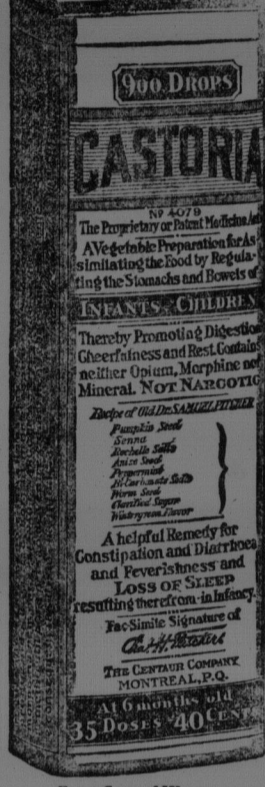 900 DROPS
CASTORIA
Nº 4079
The Proprietary or Patent Medicine Act
A Vegetable Preparation for As-
similating the Food by Regula-
ting the Stomachs and Bowels of
INFANTS CHILDREN
Thereby Promoting Digestion
Cheerfulness and Rest. Contains
neither Opium, Morphine nor
Mineral. NOT NARCOTIC
Recipe of Old Dr. SAMUEL PITCHER
Pumpkin Seed
Senna
Rochelle Salts
Anise Seed
Peppermint
Bi-Carbonate Soda
Worm Seed
Clarified Sugar
Wintergreen Flavor
A helpful Remedy for
Constipation and Diarrhoea
and Feverishness and
LOSS OF SLEEP
resulting therefrom-in Infancy.
Fac-Simile Signature of
Chas. H. Fletcher
THE CENTAUR COMPANY
MONTREAL, P.Q.
At 6 months old
35 DOSES - 40 CENTS